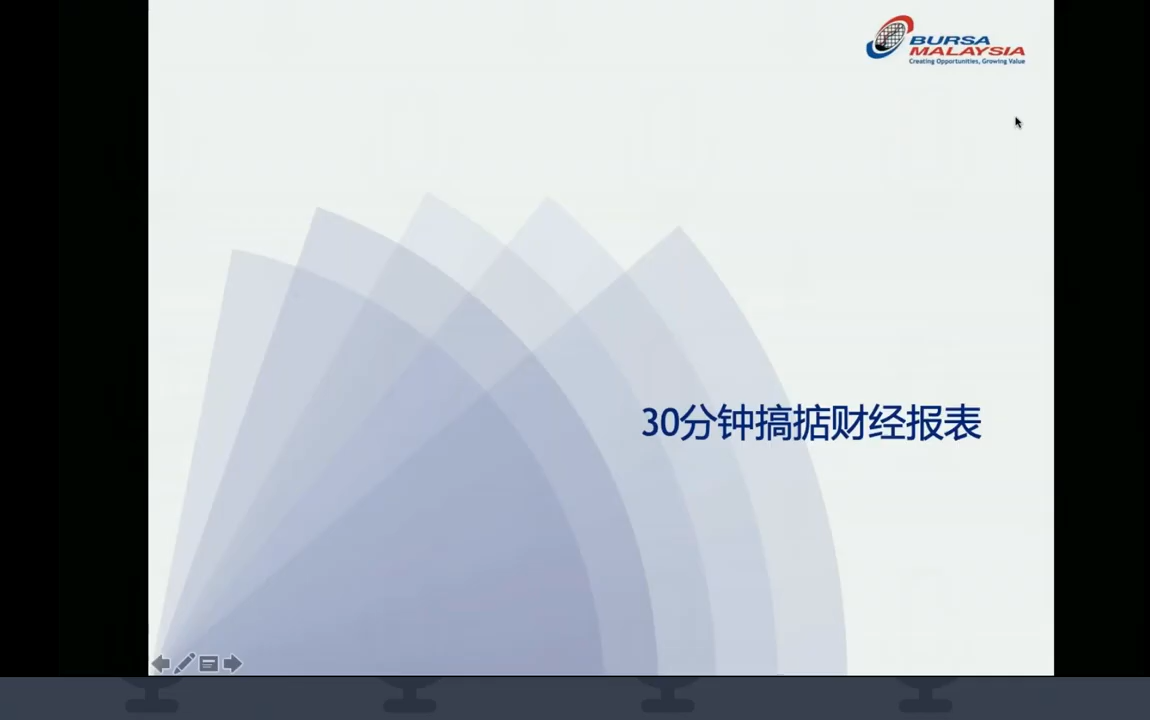 BURSA
MALAYSIA
Creating Opportunities, Growing Value
30分钟搞掂财经报表